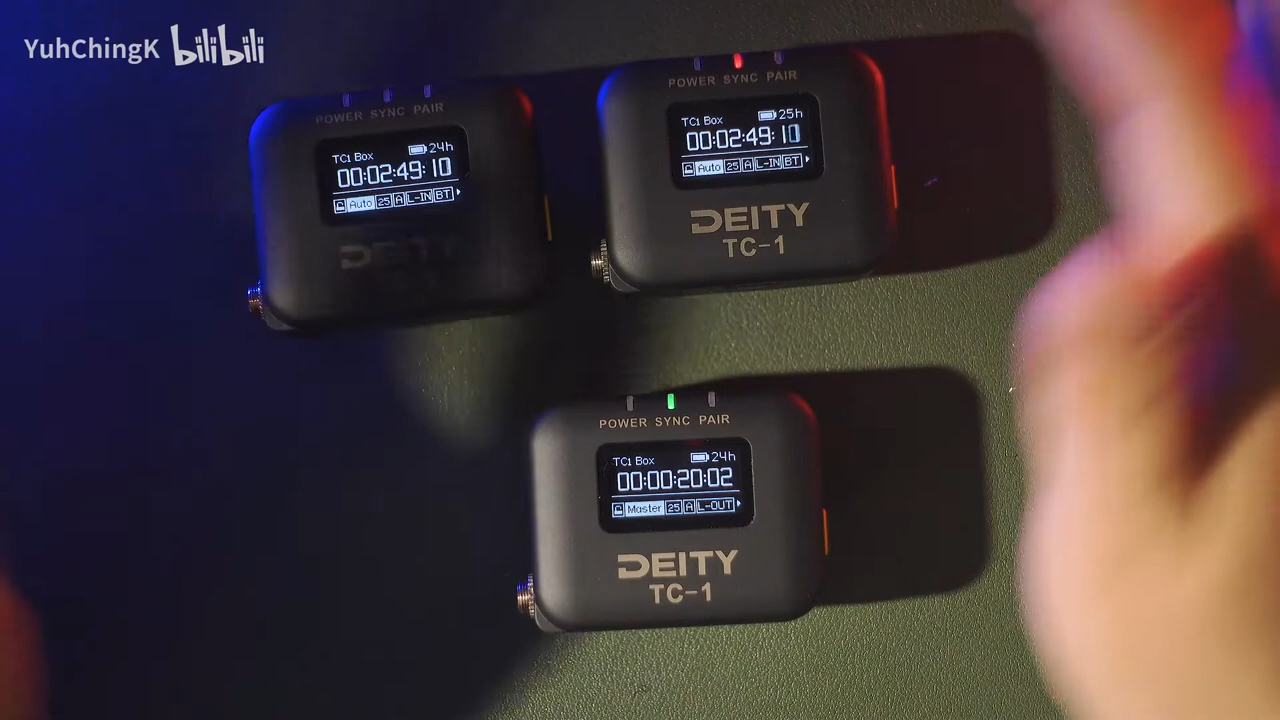 YuhChingK bilibili
POWER SYNC PAIR
TC1 Box 24h
00:02:49:10
Auto 25 A L-IN BT
DEITY
POWER SYNC PAIR
TC1 Box 25h
00:02:49:10
Auto 25 A L-IN BT
DEITY
TC-1
POWER SYNC PAIR
TC1 Box 24h
00:00:20:02
Master 25 A L-OUT
DEITY
TC-1